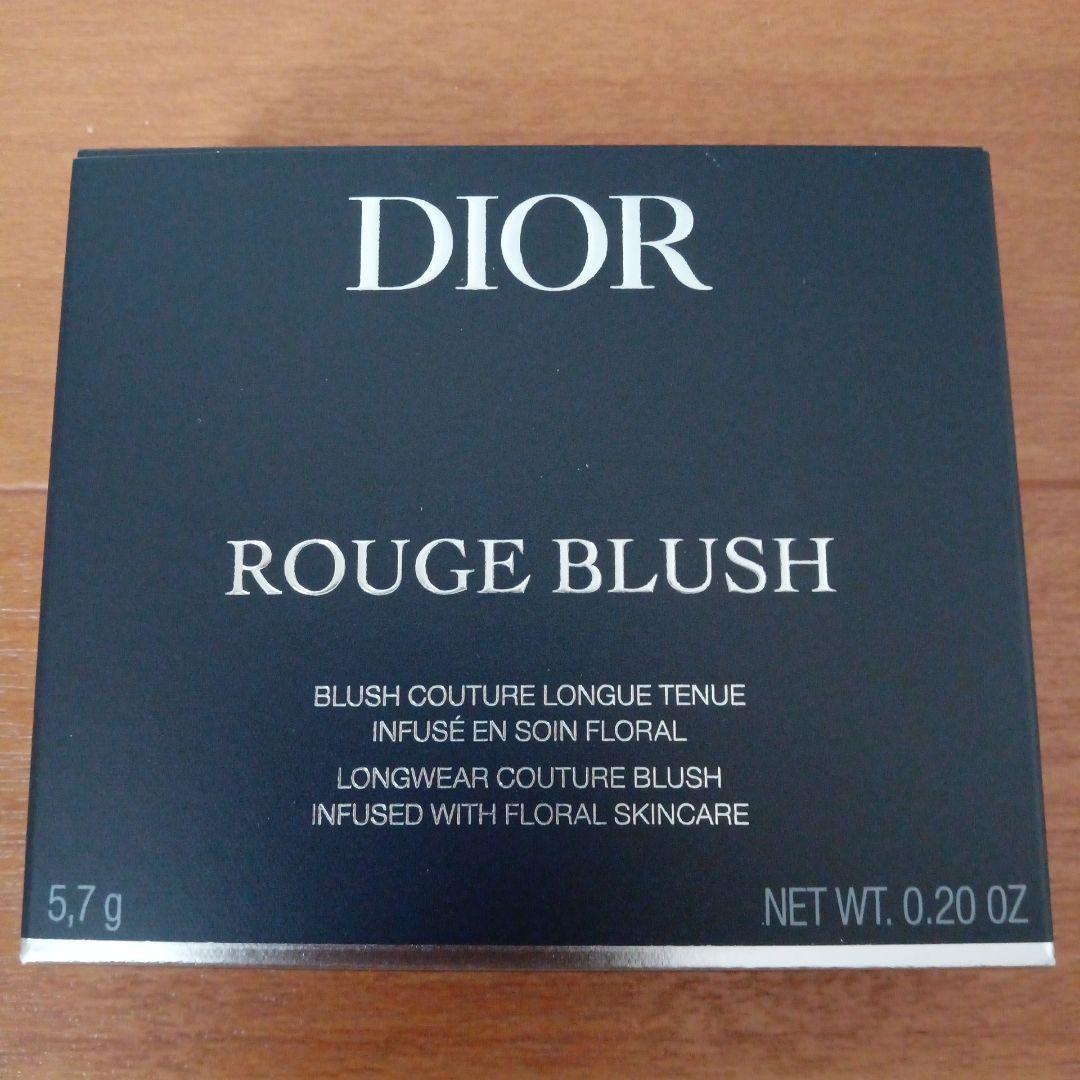 DIOR
ROUGE BLUSH
BLUSH COUTURE LONGUE TENUE
INFUSÉ EN SOIN FLORAL
LONGWEAR COUTURE BLUSH
INFUSED WITH FLORAL SKINCARE
5,7 g
NET WT. 0.20 OZ